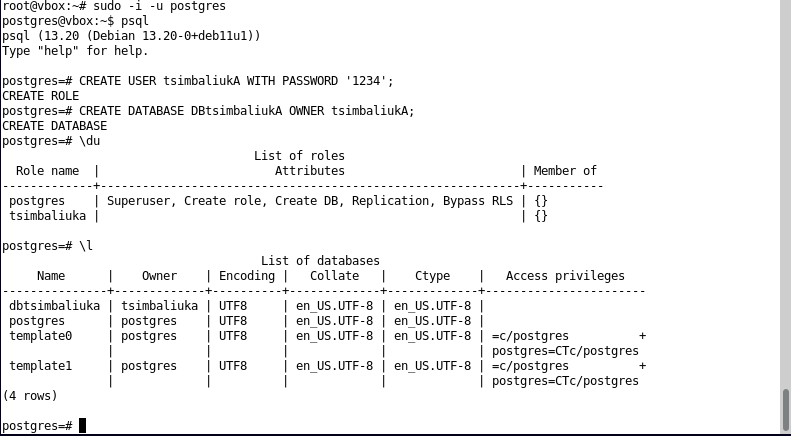 root@vbox:~# sudo -i -u postgres
postgres@vbox:~$ psql
psql (13.20 (Debian 13.20-0+deb11u1))
Type "help" for help.

postgres=# CREATE USER tsimbaliukA WITH PASSWORD '1234';
CREATE ROLE
postgres=# CREATE DATABASE DBtsimbaliukA OWNER tsimbaliukA;
CREATE DATABASE
postgres=# \du
                                    List of roles
  Role name  |                         Attributes                         | Member of
-------------+------------------------------------------------------------+-----------
 postgres    | Superuser, Create role, Create DB, Replication, Bypass RLS | {}
 tsimbaliuka |                                                            | {}

postgres=# \l
                                     List of databases
     Name      |    Owner    | Encoding |   Collate   |    Ctype    |   Access privileges
---------------+-------------+----------+-------------+-------------+-----------------------
 dbtsimbaliuka | tsimbaliuka | UTF8     | en_US.UTF-8 | en_US.UTF-8 |
 postgres      | postgres    | UTF8     | en_US.UTF-8 | en_US.UTF-8 |
 template0     | postgres    | UTF8     | en_US.UTF-8 | en_US.UTF-8 | =c/postgres          +
               |             |          |             |             | postgres=CTc/postgres
 template1     | postgres    | UTF8     | en_US.UTF-8 | en_US.UTF-8 | =c/postgres          +
               |             |          |             |             | postgres=CTc/postgres
(4 rows)

postgres=#